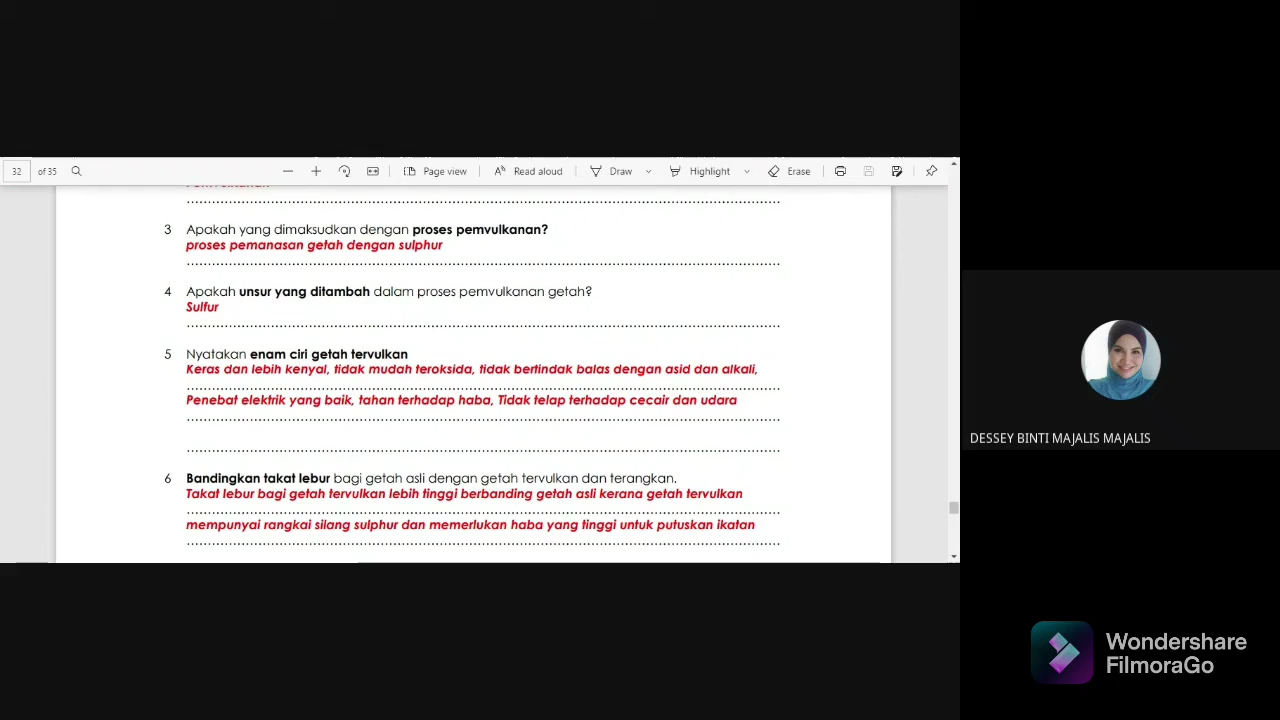 32 of 35 Page view Read aloud Draw Highlight Erase
3 Apakah yang dimaksudkan dengan proses pemvulkanan?
proses pemanasan getah dengan sulphur
4 Apakah unsur yang ditambah dalam proses pemvulkanan getah?
Sulfur
5 Nyatakan enam ciri getah tervulkan
Keras dan lebih kenyal, tidak mudah teroksida, tidak bertindak balas dengan asid dan alkali,
Penebat elektrik yang baik, tahan terhadap haba, Tidak telap terhadap cecair dan udara
6 Bandingkan takat lebur bagi getah asli dengan getah tervulkan dan terangkan.
Takat lebur bagi getah tervulkan lebih tinggi berbanding getah asli kerana getah tervulkan
mempunyai rangkai silang sulphur dan memerlukan haba yang tinggi untuk putuskan ikatan
DESSEY BINTI MAJALIS MAJALIS
Wondershare
FilmoraGo